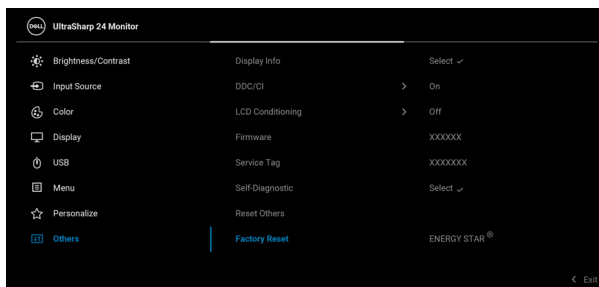 DELL UltraSharp 24 Monitor
Brightness/Contrast Display Info Select
Input Source DDC/CI > On
Color LCD Conditioning > Off
Display Firmware XXXXXX
USB Service Tag XXXXXXX
Menu Self-Diagnostic Select
Personalize Reset Others
Others Factory Reset ENERGY STAR®
< Exit